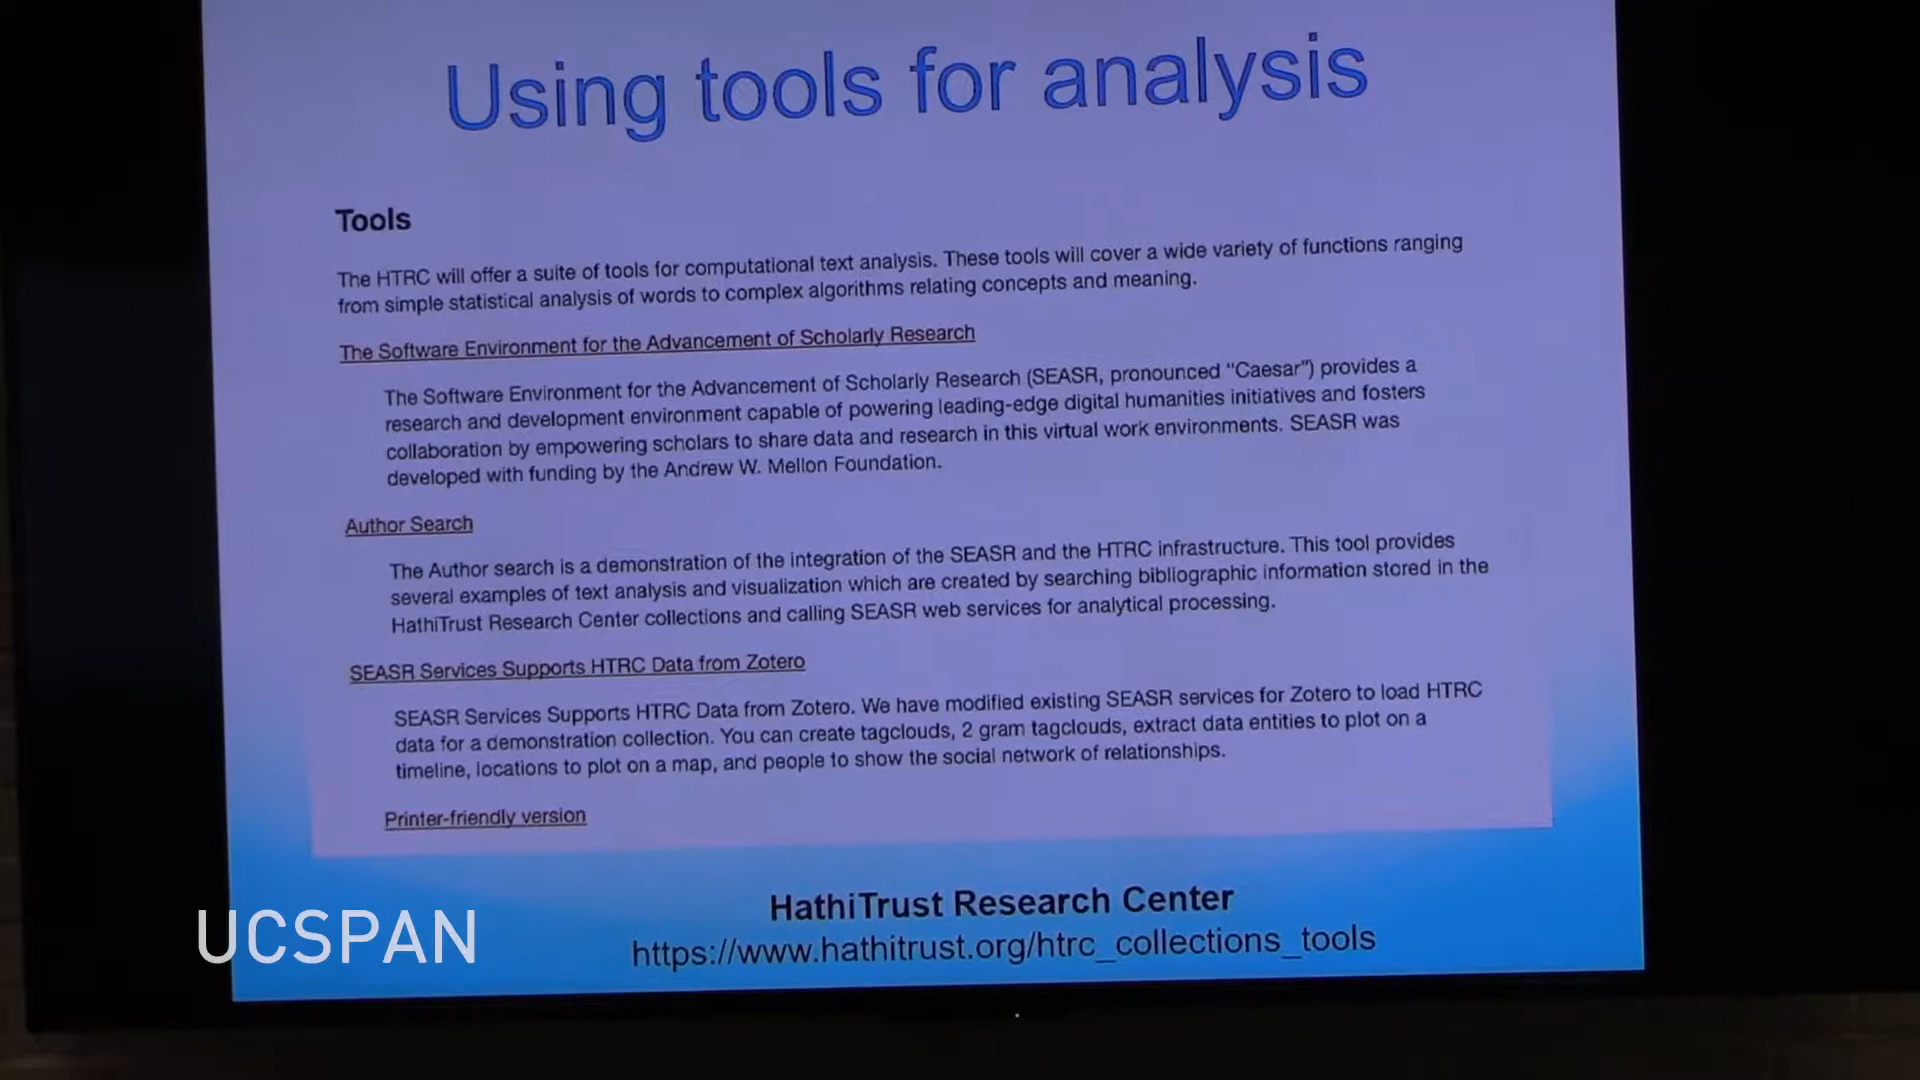 Using tools for analysis
Tools
The HTRC will offer a suite of tools for computational text analysis. These tools will cover a wide variety of functions ranging
from simple statistical analysis of words to complex algorithms relating concepts and meaning.
The Software Environment for the Advancement of Scholarly Research
The Software Environment for the Advancement of Scholarly Research (SEASR, pronounced “Caesar”) provides a
research and development environment capable of powering leading-edge digital humanities initiatives and fosters
collaboration by empowering scholars to share data and research in this virtual work environments. SEASR was
developed with funding by the Andrew W. Mellon Foundation.
Author Search
The Author search is a demonstration of the integration of the SEASR and the HTRC infrastructure. This tool provides
several examples of text analysis and visualization which are created by searching bibliographic information stored in the
HathiTrust Research Center collections and calling SEASR web services for analytical processing.
SEASR Services Supports HTRC Data from Zotero
SEASR Services Supports HTRC Data from Zotero. We have modified existing SEASR services for Zotero to load HTRC
data for a demonstration collection. You can create tagclouds, 2 gram tagclouds, extract data entities to plot on a
timeline, locations to plot on a map, and people to show the social network of relationships.
Printer-friendly version
HathiTrust Research Center
https://www.hathitrust.org/htrc_collections_tools
UCSPAN